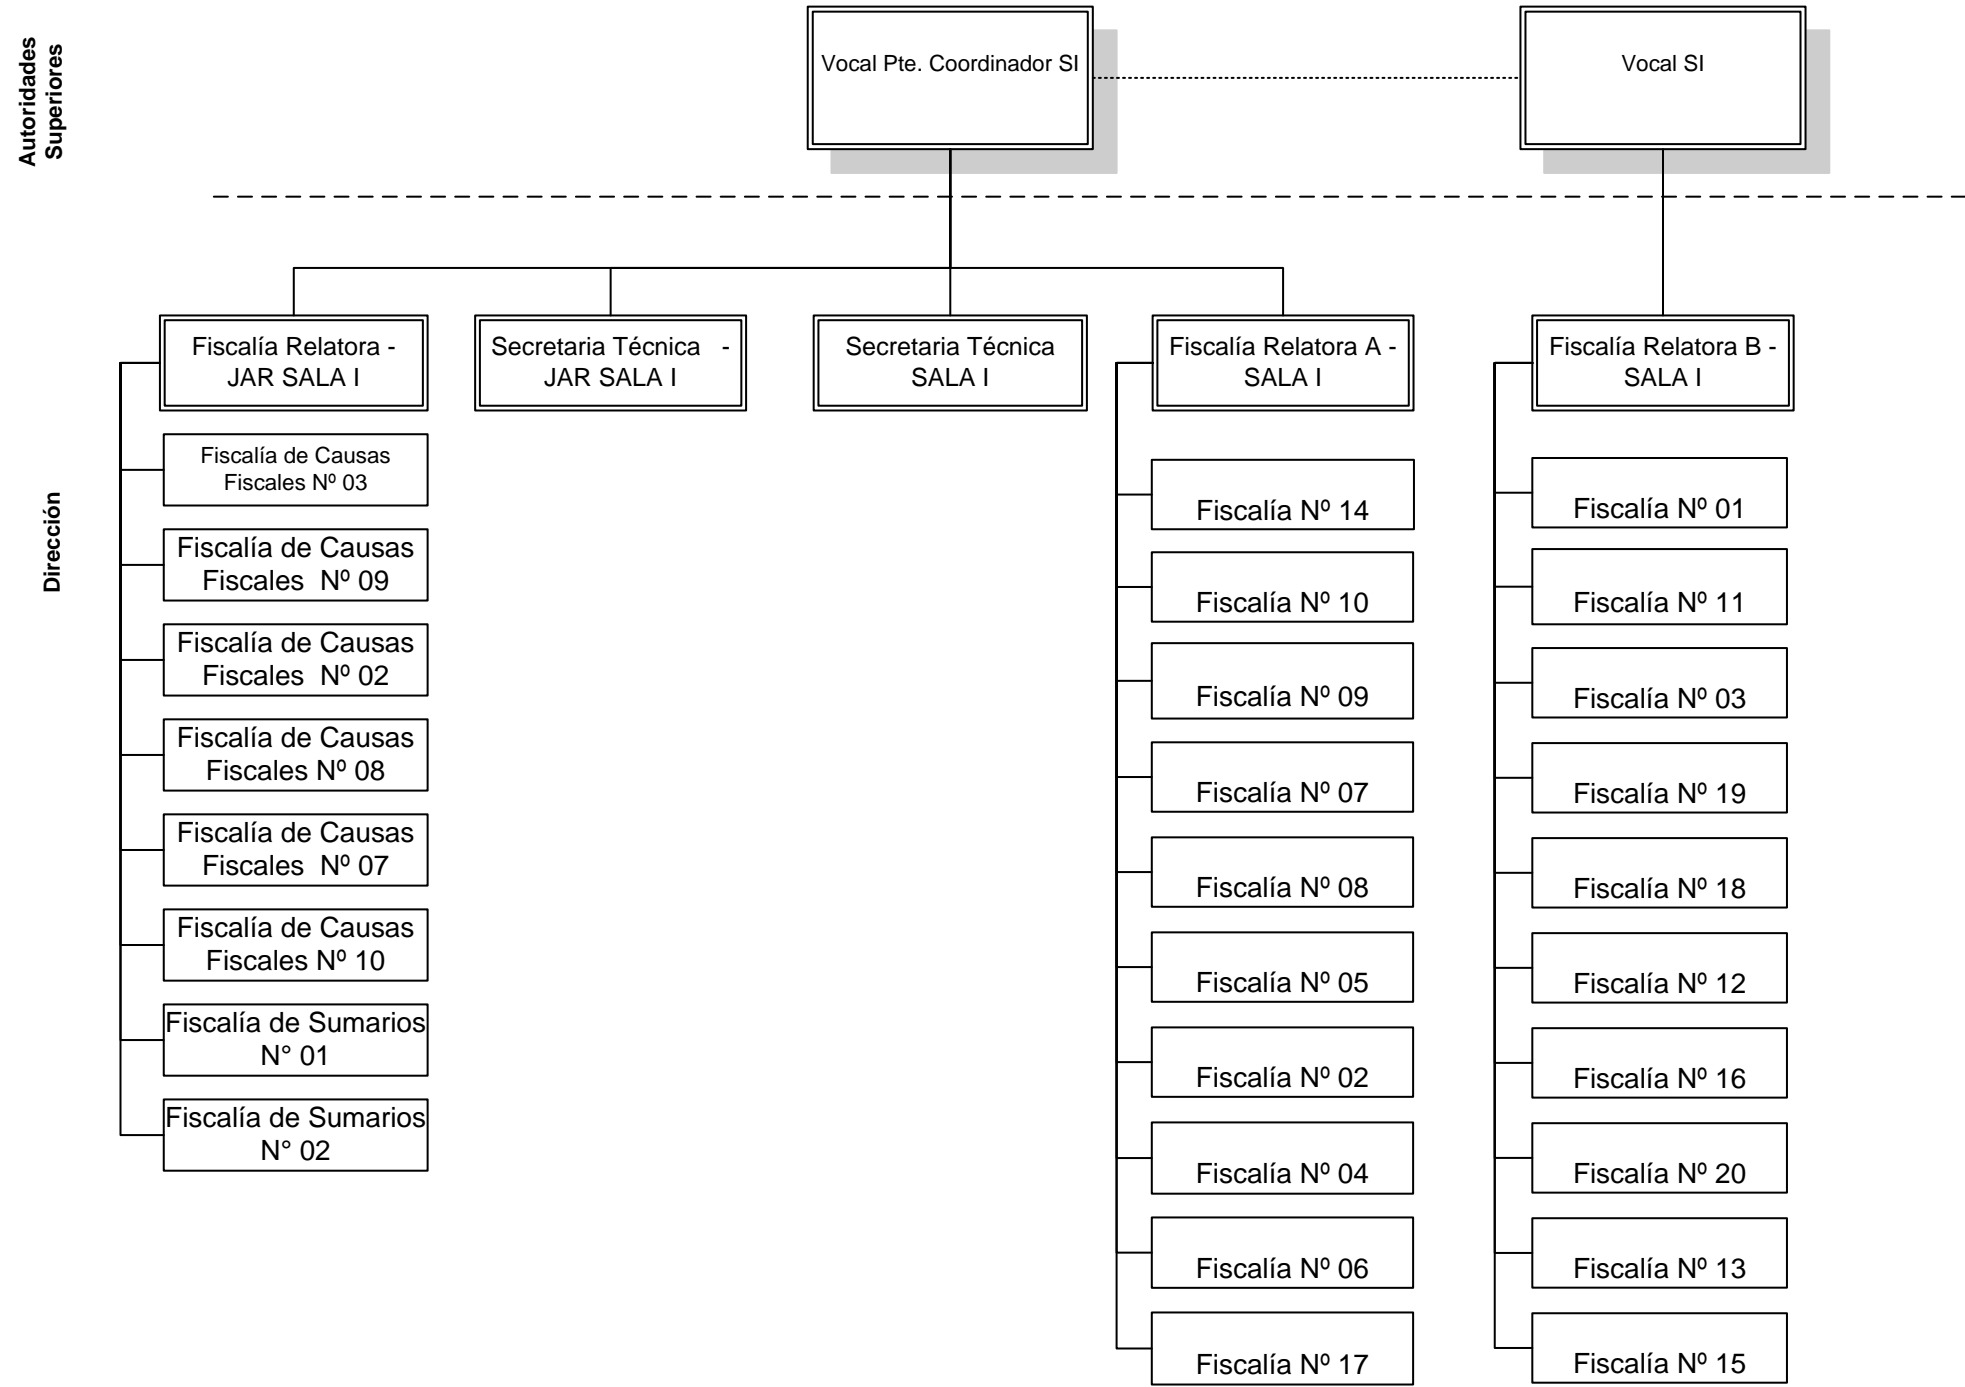 Autoridades
Superiores
Vocal Pte. Coordinador SI
Vocal SI
Dirección
Fiscalía Relatora -
JAR SALA I
Secretaria Técnica   -
JAR SALA I
Secretaria Técnica
SALA I
Fiscalía Relatora A -
SALA I
Fiscalía Relatora B -
SALA I
Fiscalía de Causas
Fiscales Nº 03
Fiscalía de Causas
Fiscales  Nº 09
Fiscalía de Causas
Fiscales  Nº 02
Fiscalía de Causas
Fiscales Nº 08
Fiscalía de Causas
Fiscales  Nº 07
Fiscalía de Causas
Fiscales Nº 10
Fiscalía de Sumarios
N° 01
Fiscalía de Sumarios
N° 02
Fiscalía Nº 14
Fiscalía Nº 10
Fiscalía Nº 09
Fiscalía Nº 07
Fiscalía Nº 08
Fiscalía Nº 05
Fiscalía Nº 02
Fiscalía Nº 04
Fiscalía Nº 06
Fiscalía Nº 17
Fiscalía Nº 01
Fiscalía Nº 11
Fiscalía Nº 03
Fiscalía Nº 19
Fiscalía Nº 18
Fiscalía Nº 12
Fiscalía Nº 16
Fiscalía Nº 20
Fiscalía Nº 13
Fiscalía Nº 15